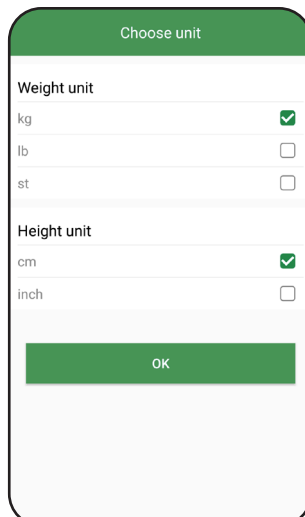 Choose unit
Weight unit
kg
lb
st
Height unit
cm
inch
OK